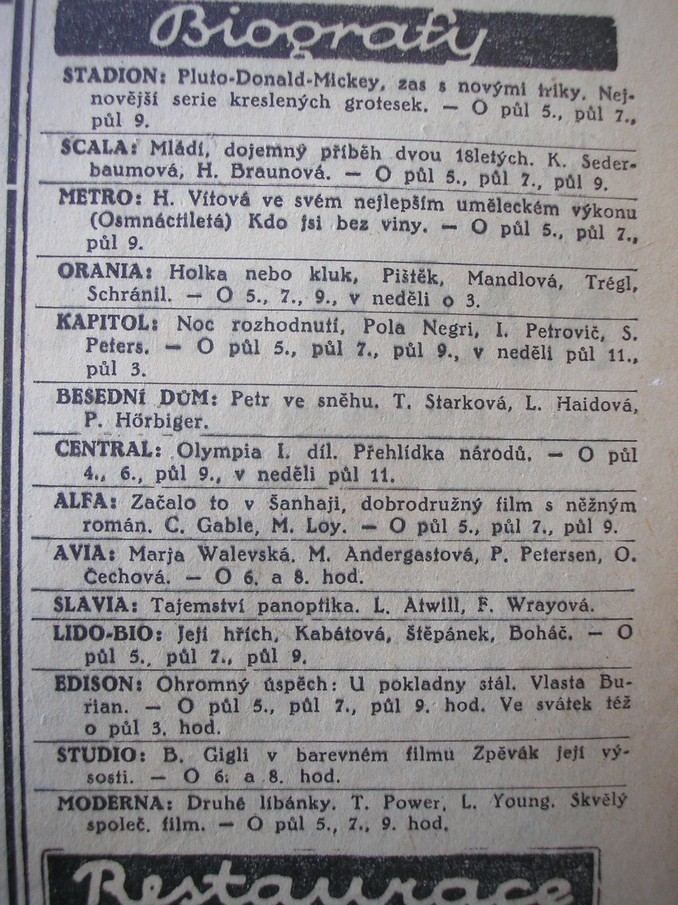 Biografy
STADION: Pluto-Donald-Mickey, zas s novými triky. Nej-
novější serie kreslených grotesek. — O půl 5., půl 7.,
půl 9.
SCALA: Mládí, dojemný příběh dvou 18letých. K. Seder-
baumová, H. Braunová. — O půl 5., půl 7., půl 9.
METRO: H. Vítová ve svém nejlepším uměleckém výkonu
(Osmnáctiletá) Kdo jsi bez viny. — O půl 5., půl 7.,
půl 9.
ORANIA: Holka nebo kluk, Pištěk, Mandlová, Trégl,
Schránil. — O 5., 7., 9., v neděli o 3.
KAPITOL: Noc rozhodnutí, Pola Negri, I. Petrovič, S.
Peters. — O půl 5., půl 7., půl 9., v neděli půl 11.,
půl 3.
BESEDNÍ DŮM: Petr ve sněhu. T. Starková, L. Haidová,
P. Hörbiger.
CENTRAL: Olympia I. díl. Přehlídka národů. — O půl
4., 6., půl 9., v neděli půl 11.
ALFA: Začalo to v Šanhaji, dobrodružný film s něžným
román. C. Gable, M. Loy. — O půl 5., půl 7., půl 9.
AVIA: Marja Walevská. M. Andergastová, P. Petersen, O.
Čechová. — O 6. a 8. hod.
SLAVIA: Tajemství panoptika. L. Atwill, F. Wrayová.
LIDO-BIO: Její hřích, Kabátová, Štěpánek, Boháč. — O
půl 5., půl 7., půl 9.
EDISON: Ohromný úspěch: U pokladny stál. Vlasta Bu-
rian. — O půl 5., půl 7., půl 9. hod. Ve svátek též
o půl 3. hod.
STUDIO: B. Gigli v barevném filmu Zpěvák její vý-
sosti. — O 6. a 8. hod.
MODERNA: Druhé líbánky. T. Power, L. Young. Skvělý
společ. film. — O půl 5., 7., 9. hod.
Restaurace